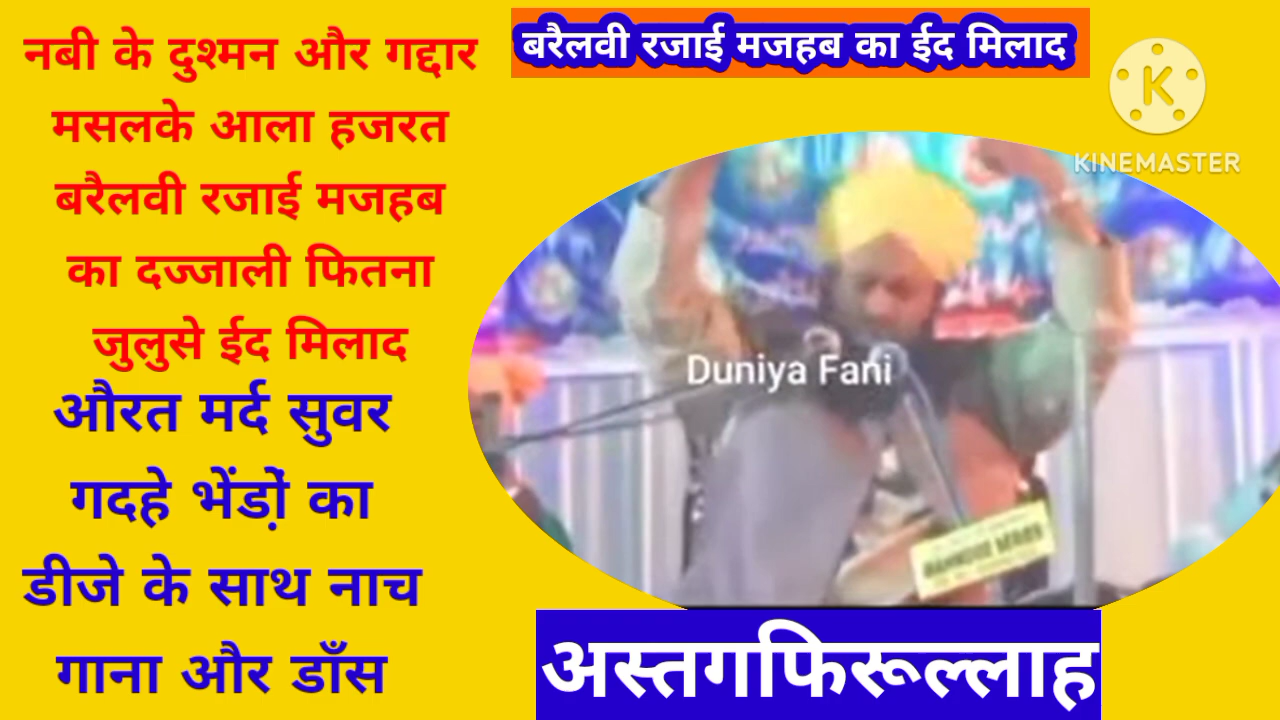 नबी के दुश्मन और गद्दार
मसलके आला हजरत
बरैलवी रजाई मजहब
का दज्जाली फितना
जुलुसे ईद मिलाद
औरत मर्द सुवर
गदहे भेंडो़ं का
डीजे के साथ नाच
गाना और डाँस
बरैलवी रजाई मजहब का ईद मिलाद
K
KINEMASTER
Duniya Fani
अस्तगफिरूल्लाह